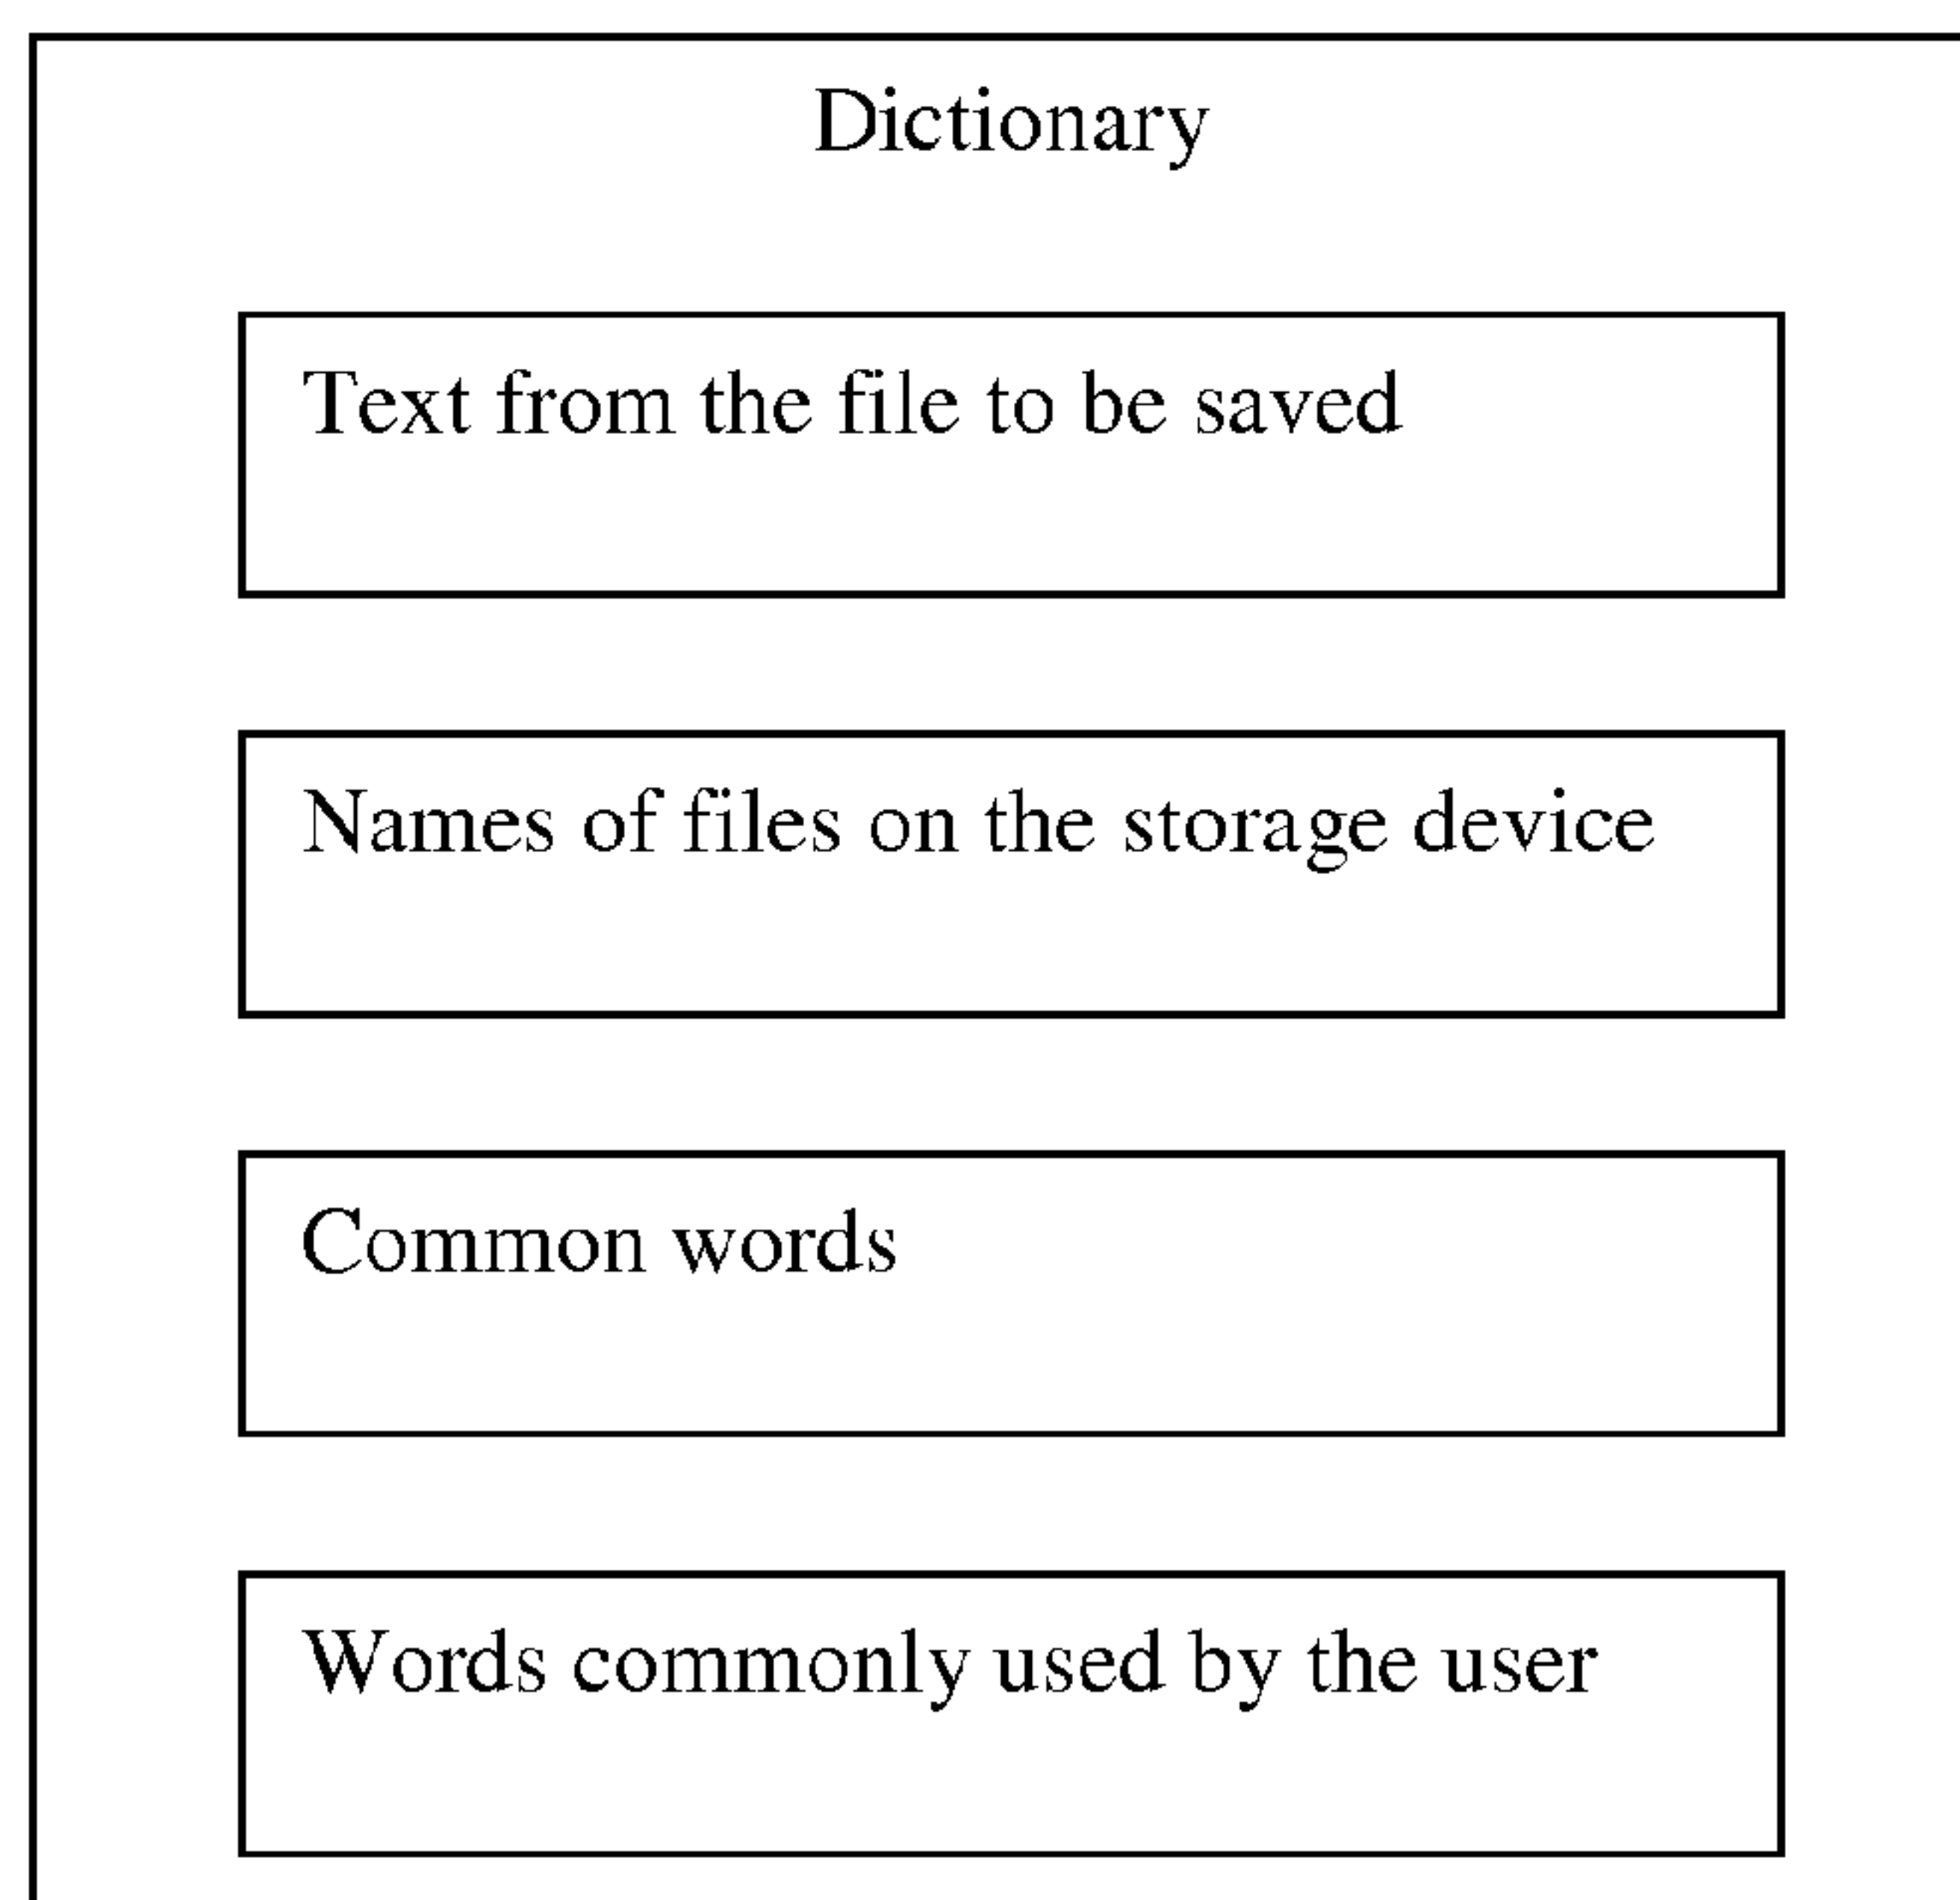 Dictionary
Text from the file to be saved
Names of files on the storage device
Common words
Words commonly used by the user